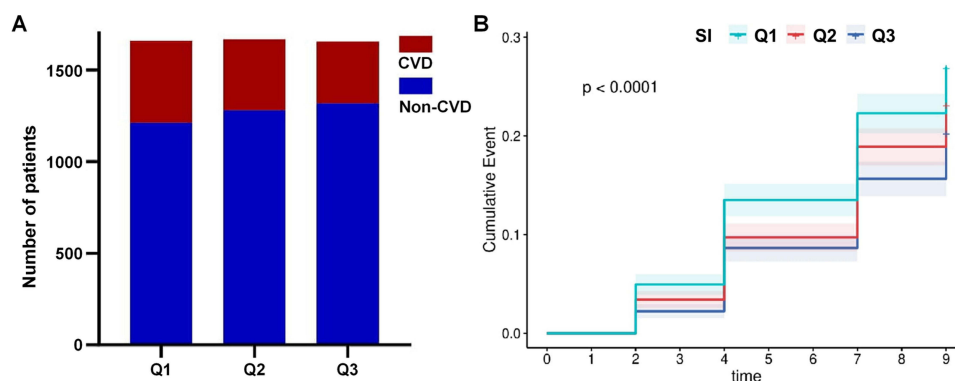 A
Number of patients
1500
1000
500
0
Q1 Q2 Q3
CVD
Non-CVD
B
SI Q1 Q2 Q3
p < 0.0001
Cumulative Event
0.3
0.2
0.1
0.0
0 1 2 3 4 5 6 7 8 9
time